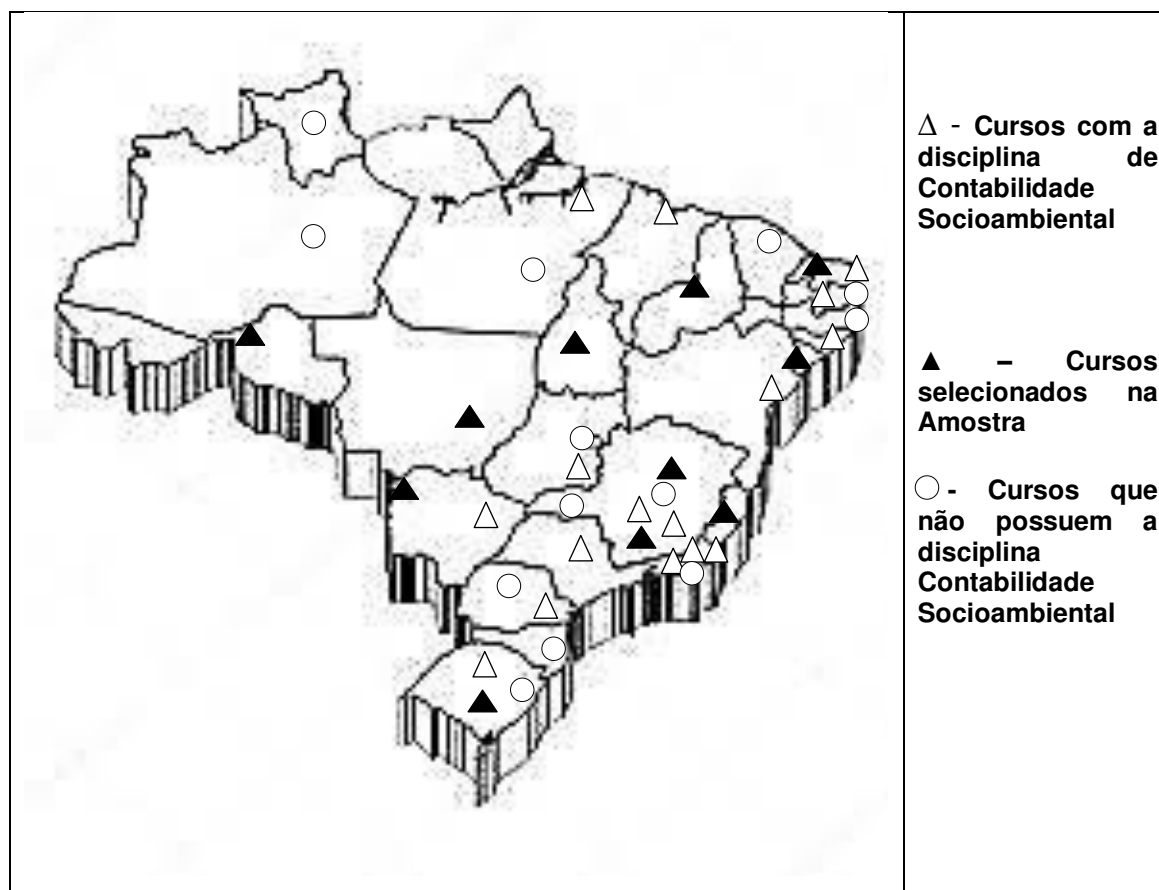 Δ - Cursos com a
disciplina de
Contabilidade
Socioambiental
▲ – Cursos
selecionados na
Amostra
○ - Cursos que
não possuem a
disciplina
Contabilidade
Socioambiental